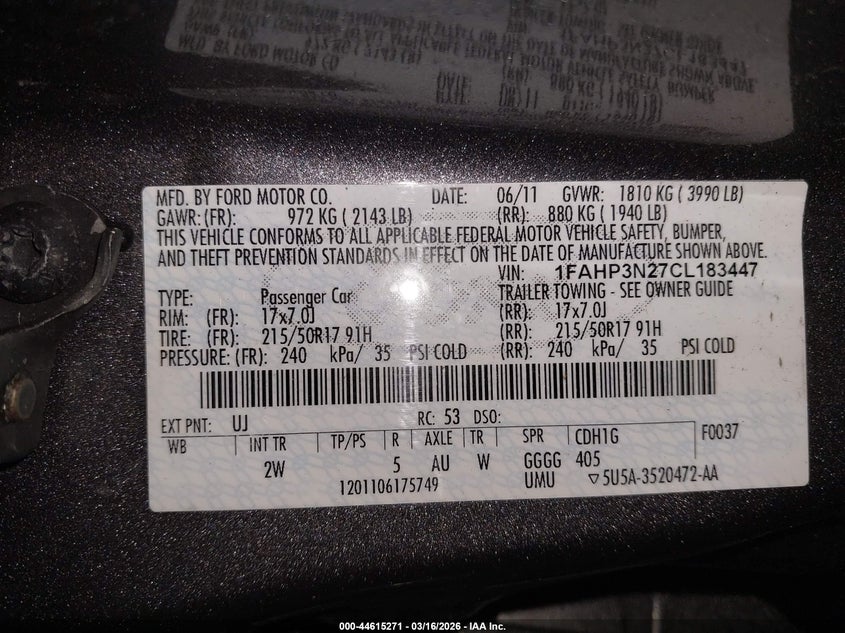 MFD. BY FORD MOTOR CO. DATE: 06/11 GVWR: 1810 KG ( 3990 LB)
GAWR: (FR): 972 KG ( 2143 LB) (RR): 880 KG ( 1940 LB)
THIS VEHICLE CONFORMS TO ALL APPLICABLE FEDERAL MOTOR VEHICLE SAFETY, BUMPER,
AND THEFT PREVENTION STANDARDS IN EFFECT ON THE DATE OF MANUFACTURE SHOWN ABOVE.
VIN: 1FAHP3N27CL183447
TYPE: Passenger Car TRAILER TOWING - SEE OWNER GUIDE
RIM: (FR): 17x7.0J (RR): 17x7.0J
TIRE: (FR): 215/50R17 91H (RR): 215/50R17 91H
PRESSURE: (FR): 240 kPa/ 35 PSI COLD (RR): 240 kPa/ 35 PSI COLD
EXT PNT: UJ RC: 53 DSO:
WB INT TR TP/PS R AXLE TR SPR CDH1G F0037
2W 5 AU W GGGG 405
1201106175749 UMU ▽5U5A-3520472-AA
000-44615271 - 03/16/2026 - IAA Inc.